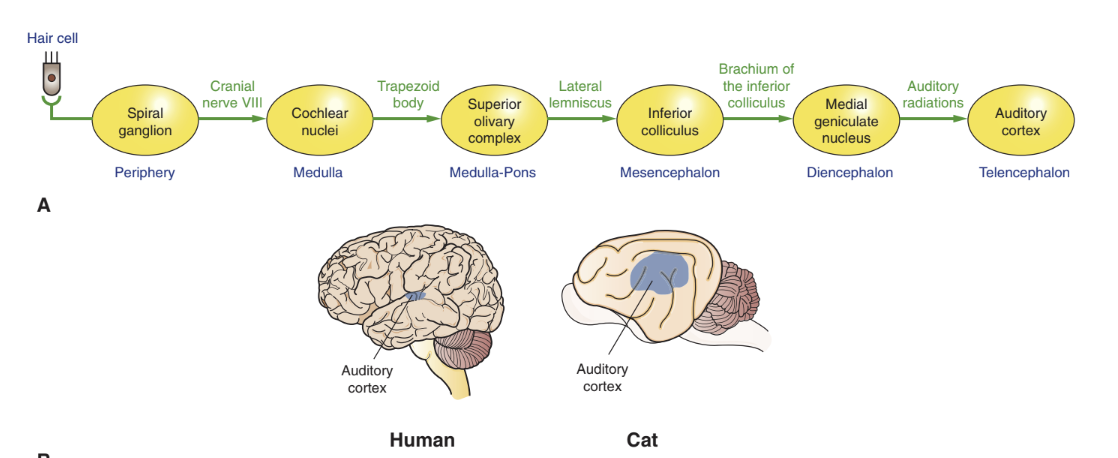 Hair cell
Spiral
ganglion
Periphery
Cranial
nerve VIII
Cochlear
nuclei
Medulla
Trapezoid
body
Superior
olivary
complex
Medulla-Pons
Lateral
lemniscus
Inferior
colliculus
Mesencephalon
Brachium of
the inferior
colliculus
Medial
geniculate
nucleus
Diencephalon
Auditory
radiations
Auditory
cortex
Telencephalon
A
Auditory
cortex
Human
Auditory
cortex
Cat